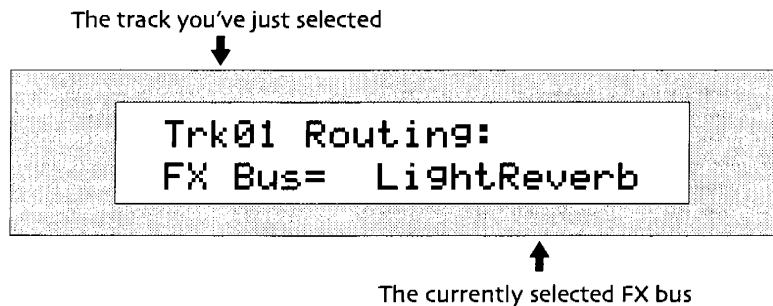 The track you've just selected
Trk01 Routing:
FX Bus= LightReverb
The currently selected FX bus